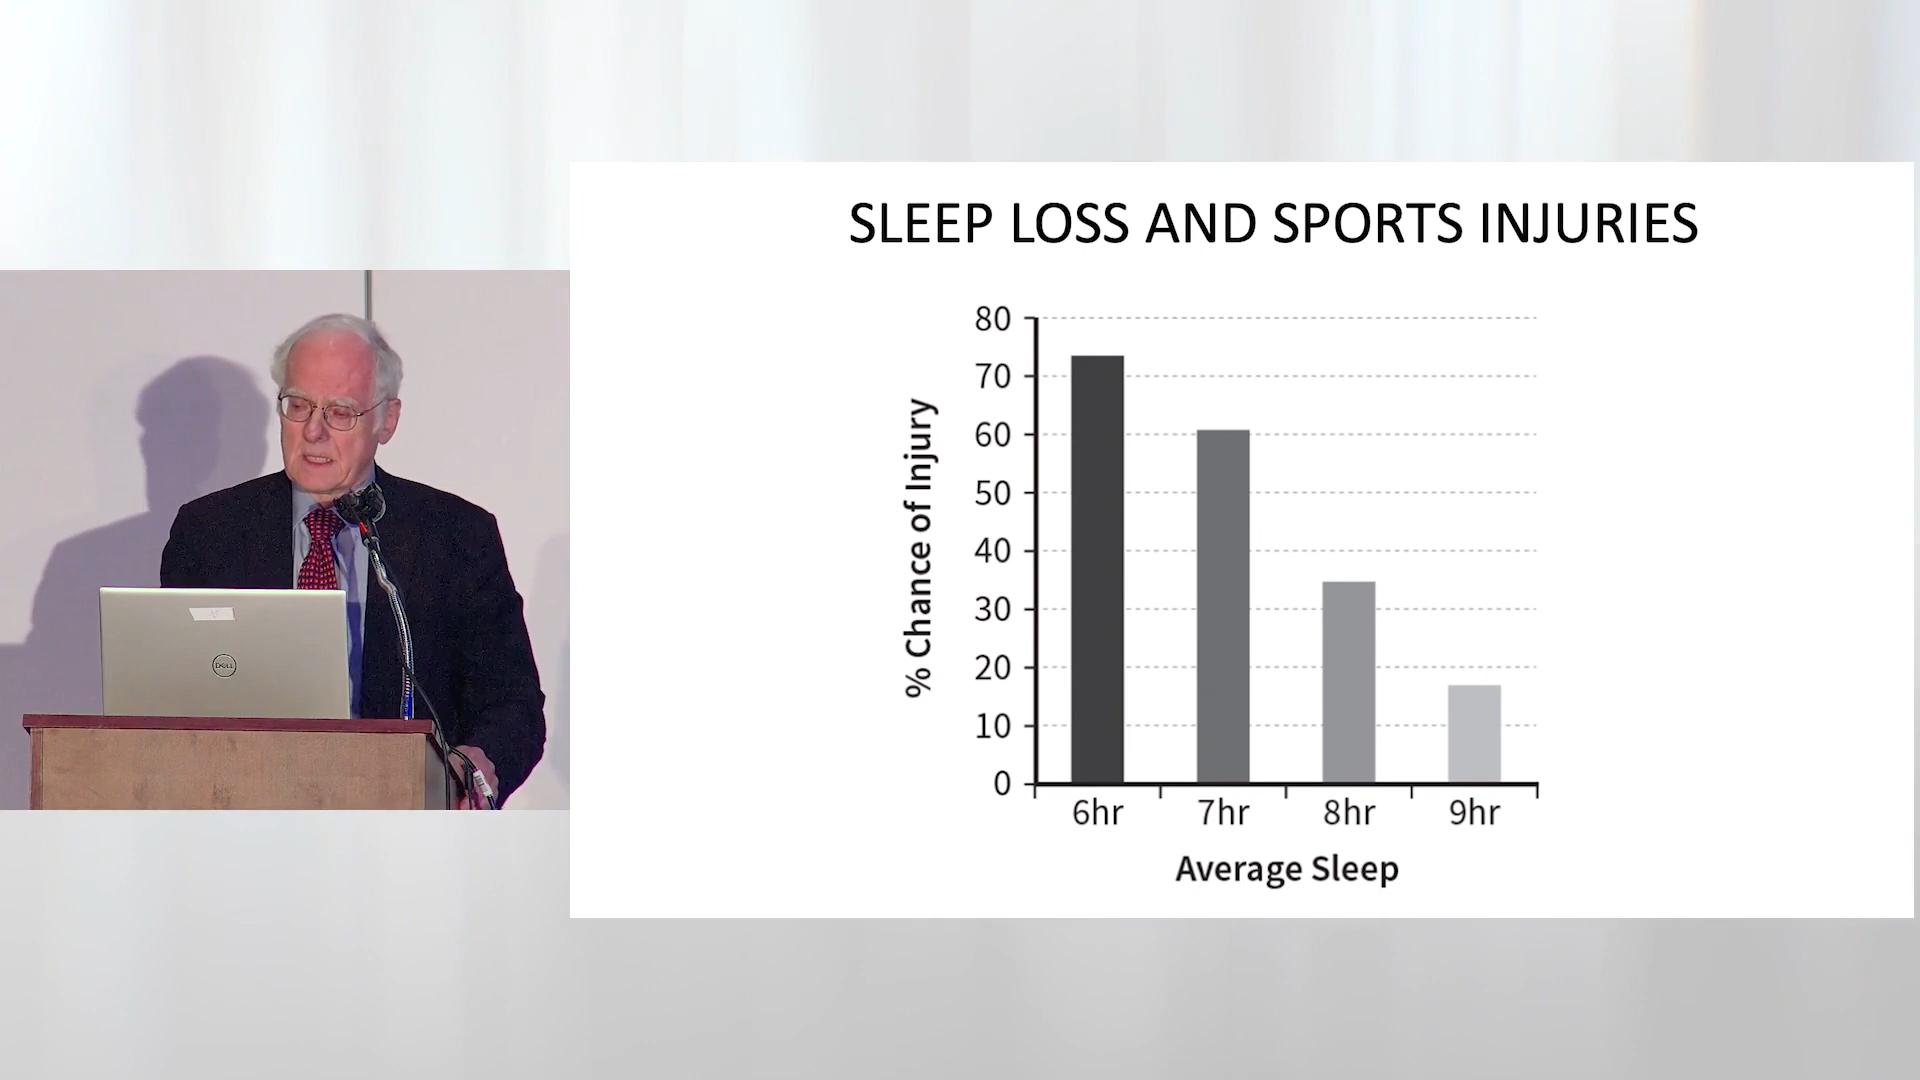 SLEEP LOSS AND SPORTS INJURIES
80
70
60
50
40
30
20
10
0
% Chance of Injury
6hr 7hr 8hr 9hr
Average Sleep
DELL